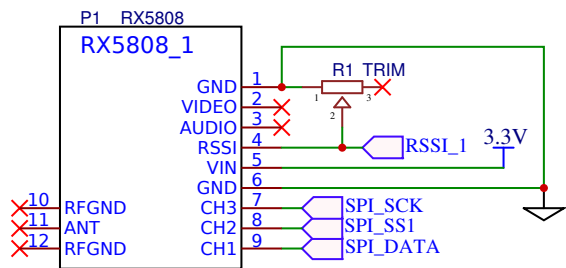 P1 RX5808
RX5808_1
GND 1
VIDEO 2
AUDIO 3
RSSI 4
VIN 5
GND 6
CH3 7
CH2 8
CH1 9
10 RFGND
11 ANT
12 RFGND
R1 TRIM
1
2
3
RSSI_1
3.3V
SPI_SCK
SPI_SS1
SPI_DATA